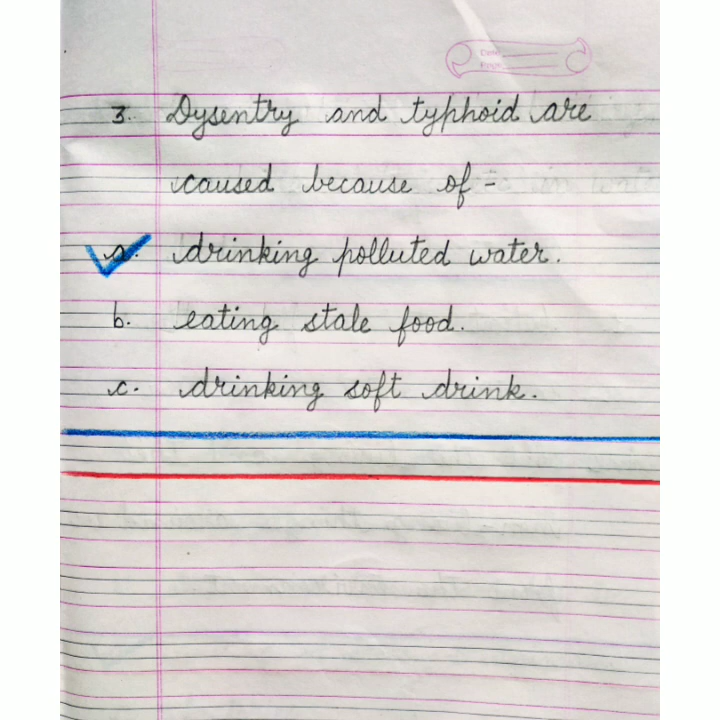 3. Dysentry and typhoid are
caused because of -
a. drinking polluted water.
b. eating stale food.
c. drinking soft drink.